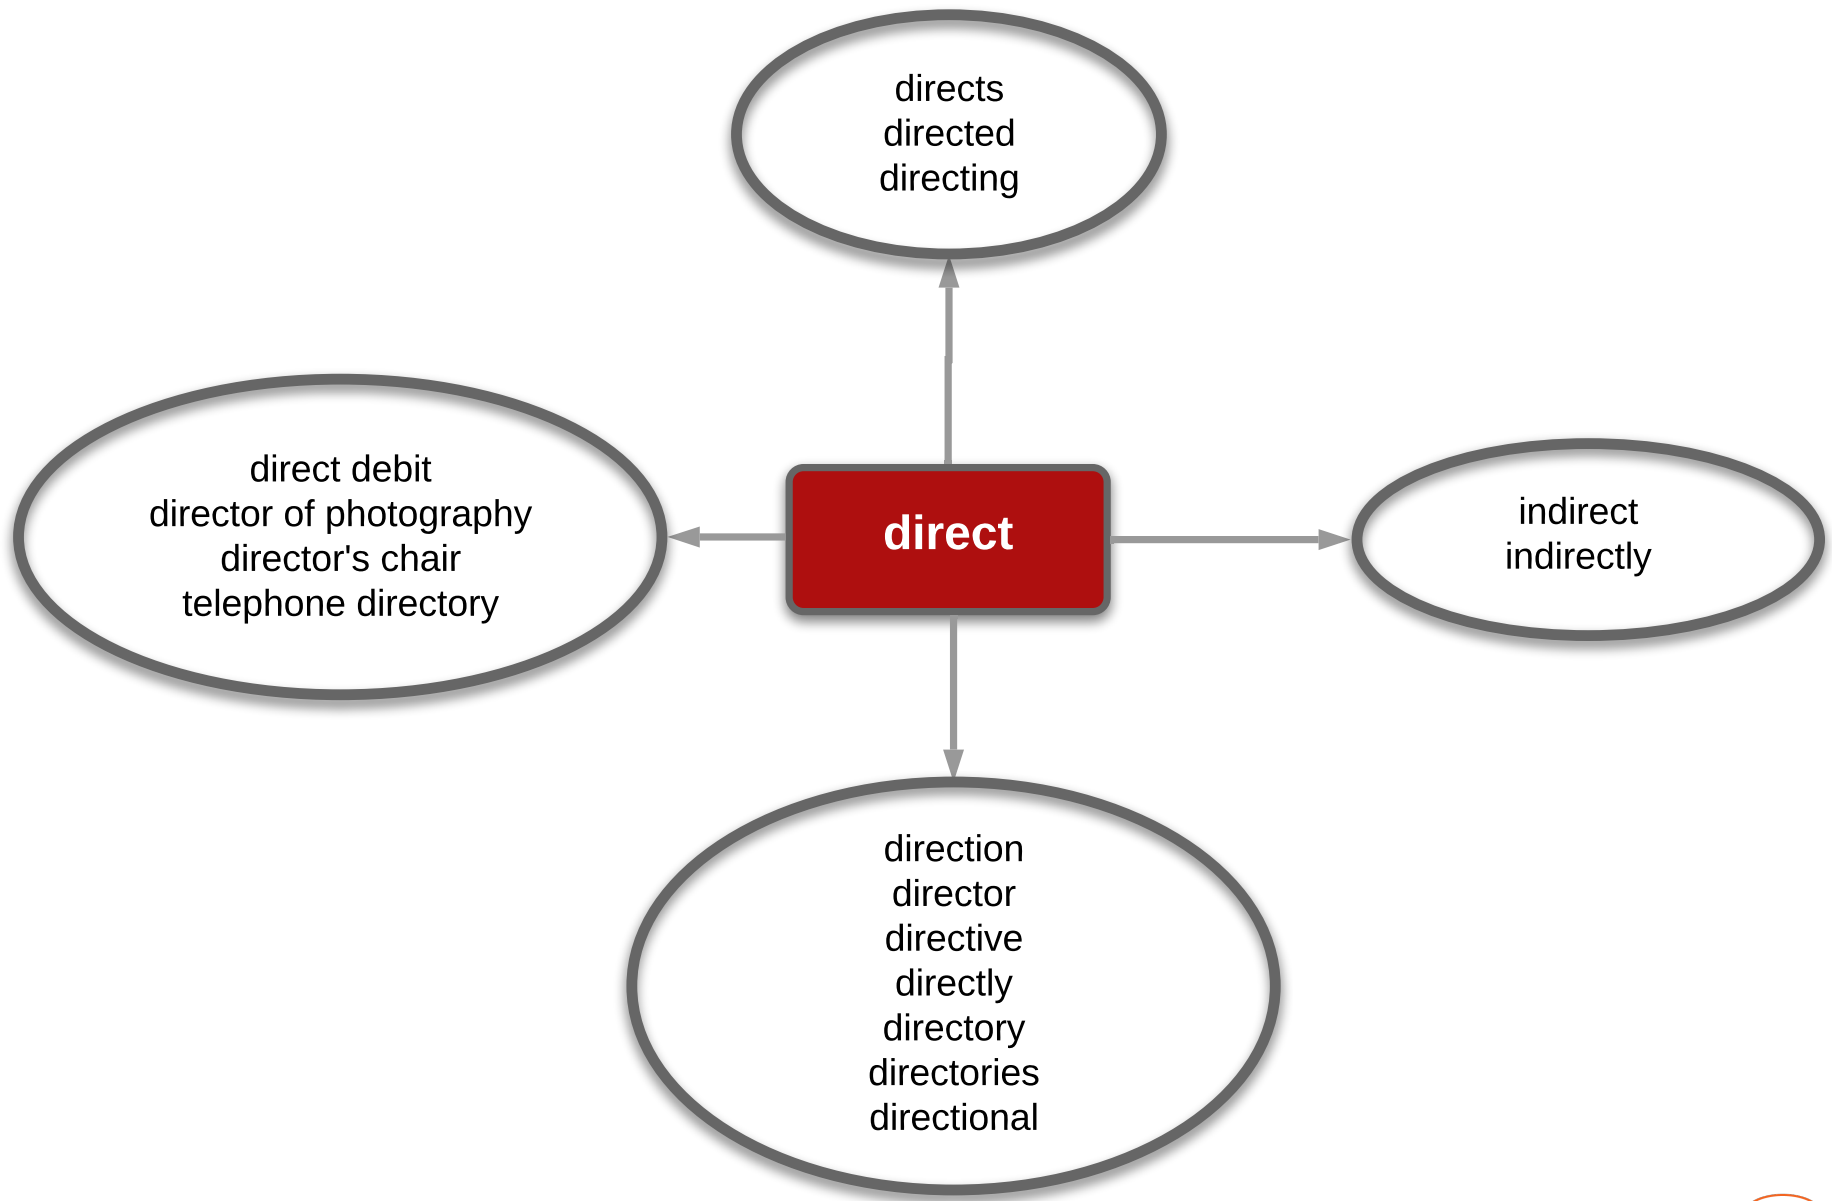 directs
directed
directing
direct debit
director of photography
director's chair
telephone directory
direct
indirect
indirectly
direction
director
directive
directly
directory
directories
directional